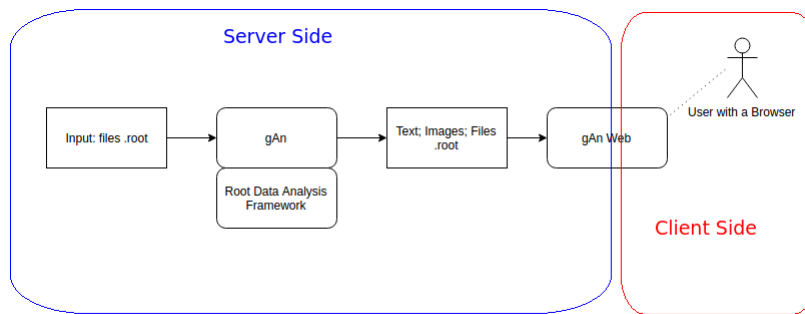 Server Side
User with a Browser
Input: files .root
gAn
Text; Images; Files
.root
gAn Web
Root Data Analysis
Framework
Client Side